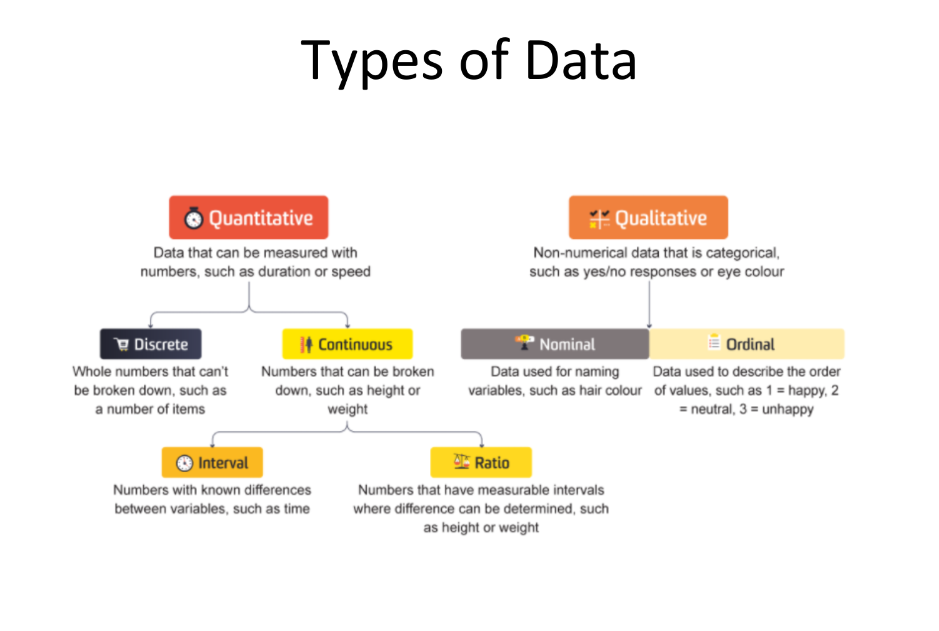 Types of Data
Quantitative
Data that can be measured with
numbers, such as duration or speed
Qualitative
Non-numerical data that is categorical,
such as yes/no responses or eye colour
Discrete
Whole numbers that can't
be broken down, such as
a number of items
Continuous
Numbers that can be broken
down, such as height or
weight
Nominal
Data used for naming
variables, such as hair colour
Ordinal
Data used to describe the order
of values, such as 1 = happy, 2
= neutral, 3 = unhappy
Interval
Numbers with known differences
between variables, such as time
Ratio
Numbers that have measurable intervals
where difference can be determined, such
as height or weight